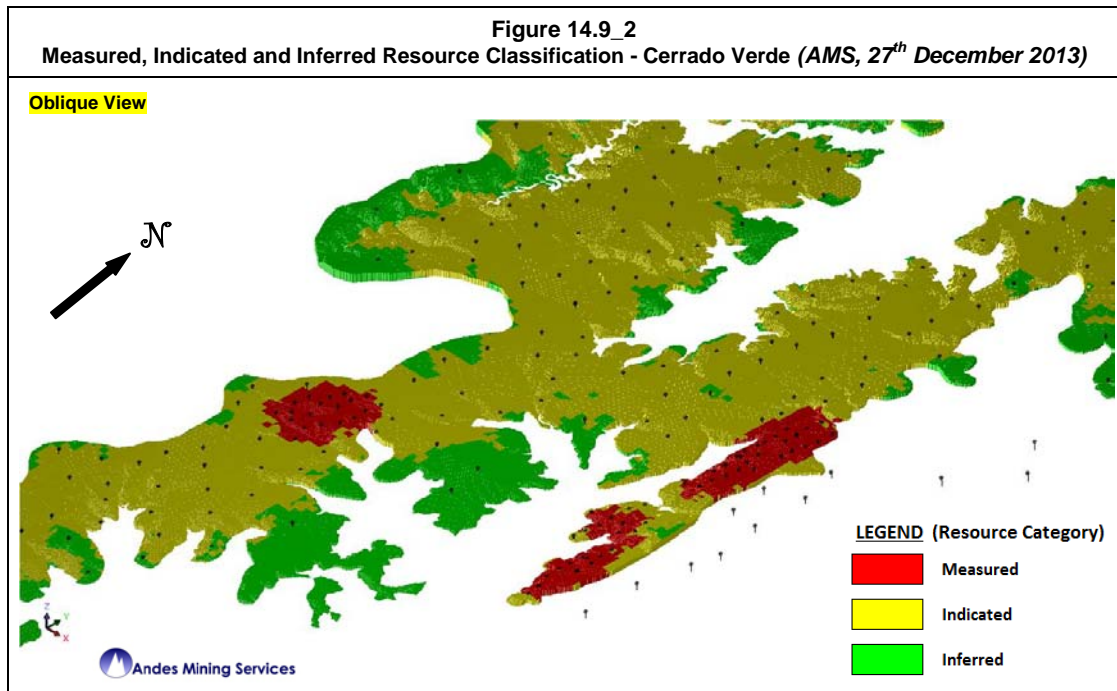 Figure 14.9_2
Measured, Indicated and Inferred Resource Classification - Cerrado Verde (AMS, 27th December 2013)
Oblique View
N
LEGEND (Resource Category)
Measured
Indicated
Inferred
Z
Y
X
Andes Mining Services